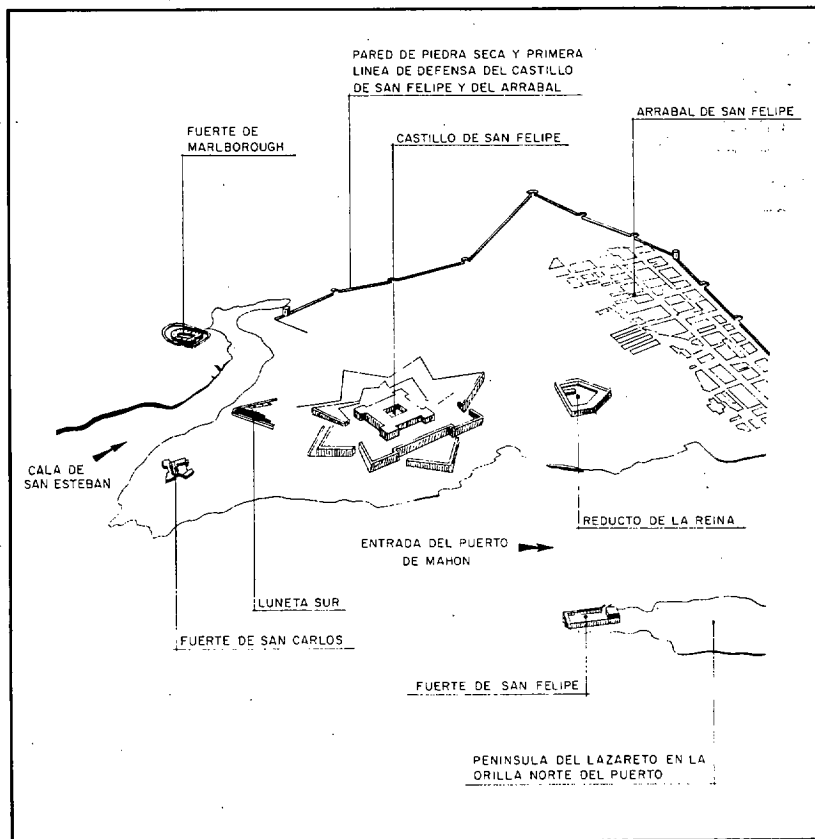 PARED DE PIEDRA SECA Y PRIMERA
LINEA DE DEFENSA DEL CASTILLO
DE SAN FELIPE Y DEL ARRABAL
ARRABAL DE SAN FELIPE
FUERTE DE
MARLBOROUGH
CASTILLO DE SAN FELIPE
CALA DE
SAN ESTEBAN
REDUCTO DE LA REINA
ENTRADA DEL PUERTO
DE MAHON
LUNETA SUR
FUERTE DE SAN CARLOS
FUERTE DE SAN FELIPE
PENINSULA DEL LAZARETO EN LA
ORILLA NORTE DEL PUERTO